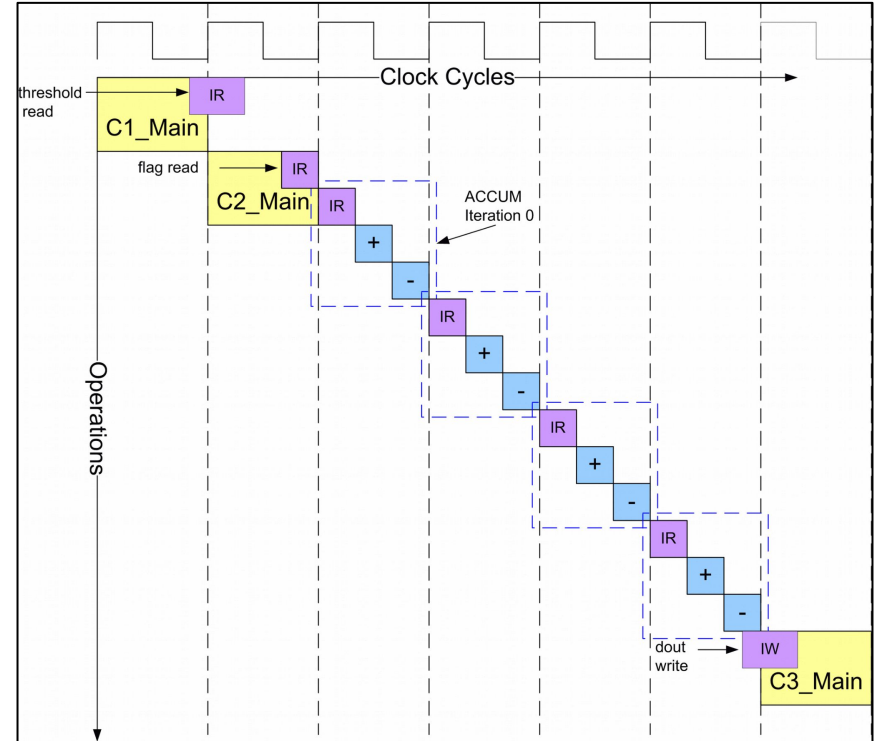 Clock Cycles
threshold
read
IR
C1_Main
flag read
IR
C2_Main
IR
ACCUM
Iteration 0
+
-
IR
+
-
Operations
IR
+
-
IR
+
-
dout
write
IW
C3_Main